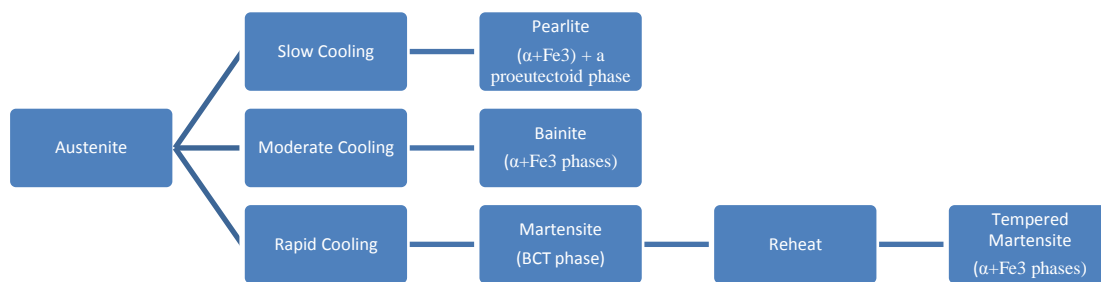 Austenite
Slow Cooling
Pearlite
(α+Fe3) + a
proeutectoid phase
Moderate Cooling
Bainite
(α+Fe3 phases)
Rapid Cooling
Martensite
(BCT phase)
Reheat
Tempered
Martensite
(α+Fe3 phases)